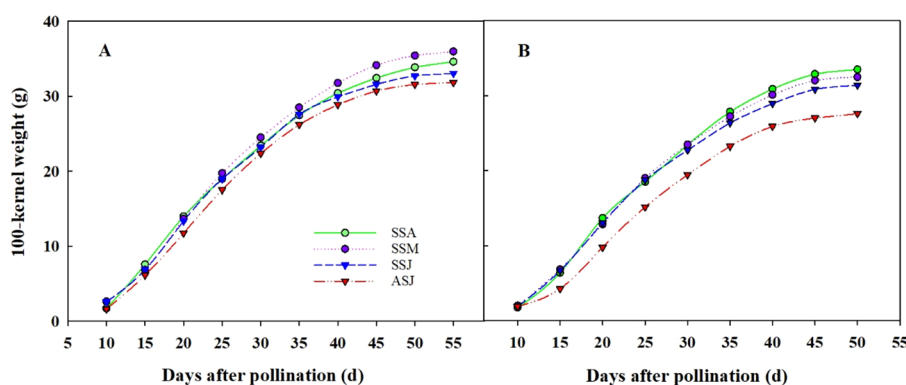 A
B
100-kernel weight (g)
40
30
20
10
0
SSA
SSM
SSJ
ASJ
5 10 15 20 25 30 35 40 45 50 55
10 15 20 25 30 35 40 45 50 55
Days after pollination (d)
Days after pollination (d)